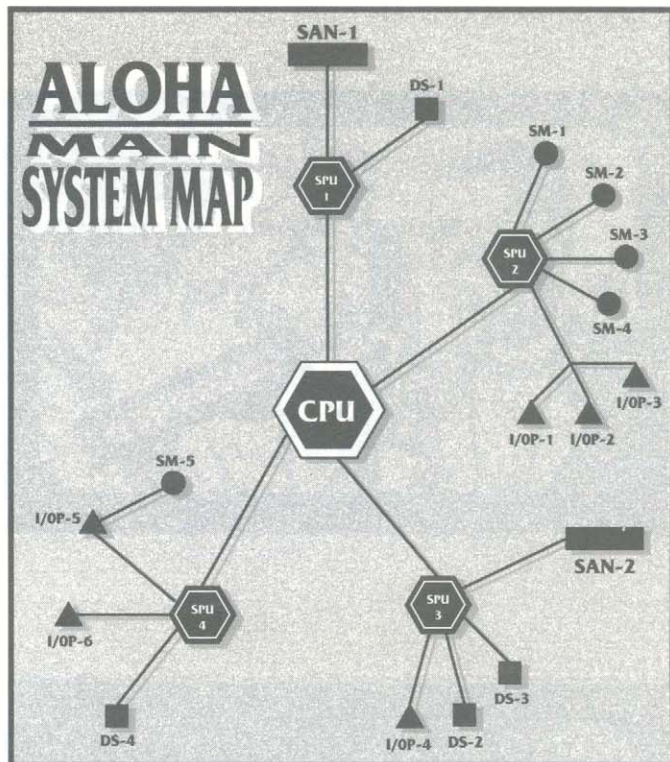 ALOHA
MAIN
SYSTEM MAP
SAN-1
DS-1
SPU
1
SM-1
SM-2
SM-3
SM-4
SPU
2
I/OP-1
I/OP-2
I/OP-3
CPU
SM-5
I/OP-5
I/OP-6
SPU
4
DS-4
SPU
3
SAN-2
DS-3
DS-2
I/OP-4